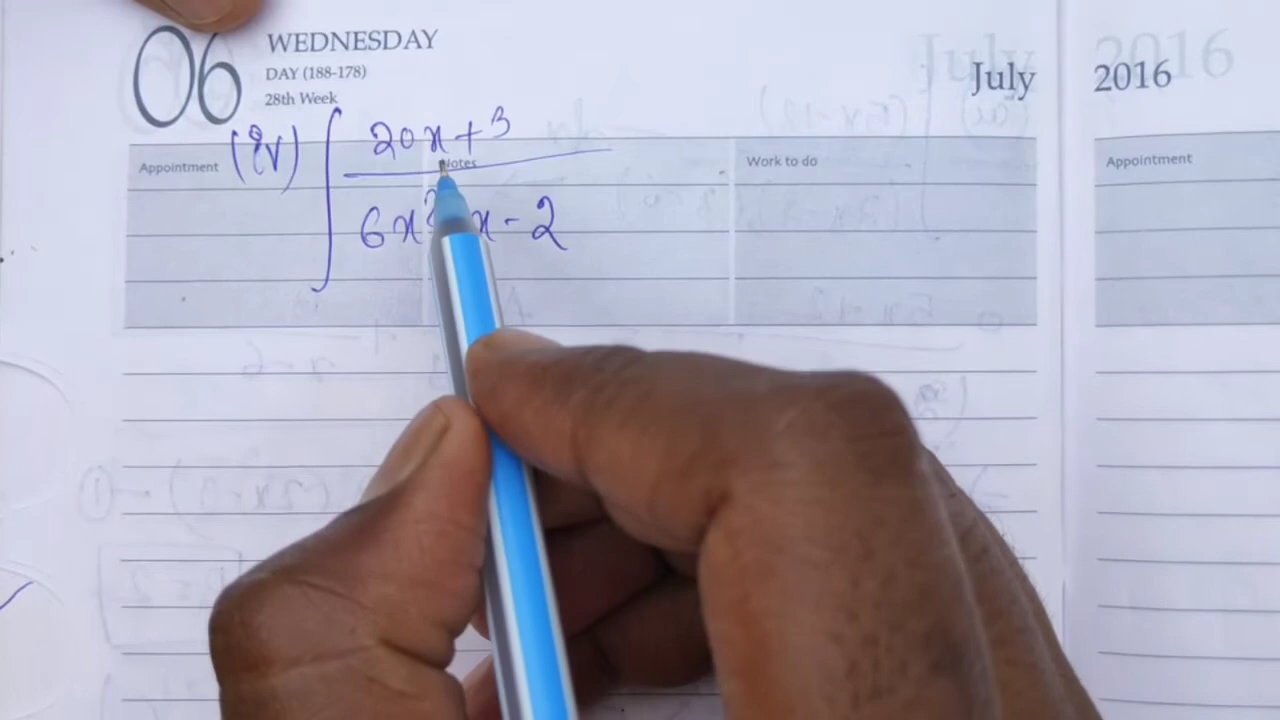 06 WEDNESDAY
DAY (188-178)
28th Week
July 2016
Appointment
Notes
Work to do
Appointment
(iv) ∫ 20x+3
6x² x-2